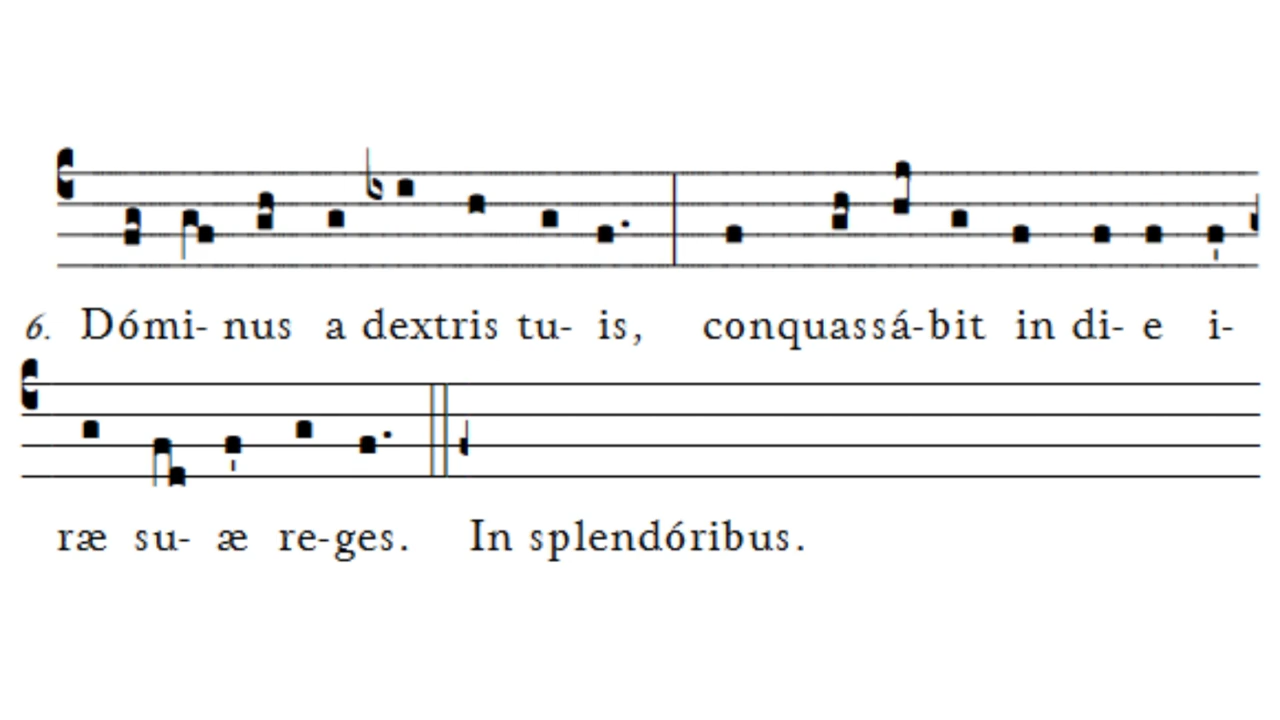 6. Dómi- nus a dextris tu- is, conquassá-bit in di- e i-
ræ su- æ re-ges. In splendóribus.